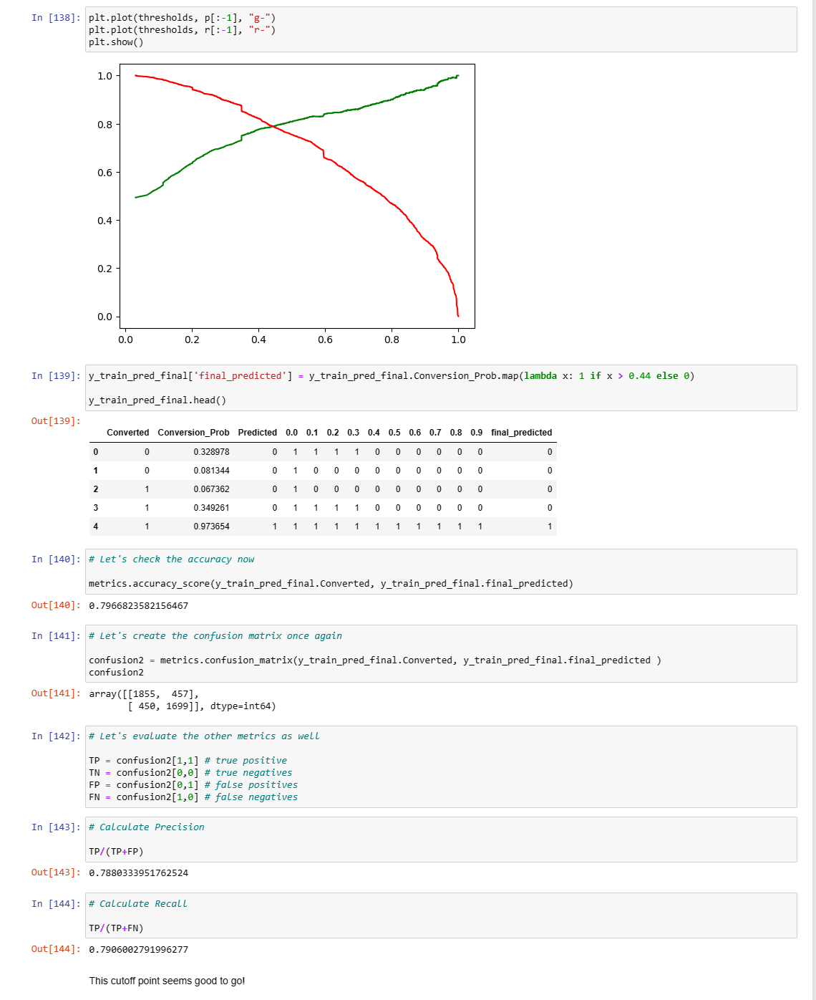 In [138]: plt.plot(thresholds, p[:-1], "g-")
plt.plot(thresholds, r[:-1], "r-")
plt.show()
1.0
0.8
0.6
0.4
0.2
0.0
0.0 0.2 0.4 0.6 0.8 1.0
In [139]: y_train_pred_final['final_predicted'] = y_train_pred_final.Conversion_Prob.map(lambda x: 1 if x > 0.44 else 0)
y_train_pred_final.head()
Out[139]:
Converted Conversion_Prob Predicted 0.0 0.1 0.2 0.3 0.4 0.5 0.6 0.7 0.8 0.9 final_predicted
0 0 0.328978 0 1 1 1 1 0 0 0 0 0 0 0
1 0 0.081344 0 1 0 0 0 0 0 0 0 0 0 0
2 1 0.067362 0 1 0 0 0 0 0 0 0 0 0 0
3 1 0.349261 0 1 1 1 1 0 0 0 0 0 0 0
4 1 0.973654 1 1 1 1 1 1 1 1 1 1 1 1
In [140]: # Let's check the accuracy now
metrics.accuracy_score(y_train_pred_final.Converted, y_train_pred_final.final_predicted)
Out[140]: 0.7966823582156467
In [141]: # Let's create the confusion matrix once again
confusion2 = metrics.confusion_matrix(y_train_pred_final.Converted, y_train_pred_final.final_predicted )
confusion2
Out[141]: array([[1855, 457],
[ 450, 1699]], dtype=int64)
In [142]: # Let's evaluate the other metrics as well
TP = confusion2[1,1] # true positive
TN = confusion2[0,0] # true negatives
FP = confusion2[0,1] # false positives
FN = confusion2[1,0] # false negatives
In [143]: # Calculate Precision
TP/(TP+FP)
Out[143]: 0.7880333951762524
In [144]: # Calculate Recall
TP/(TP+FN)
Out[144]: 0.7906002791996277
This cutoff point seems good to go!